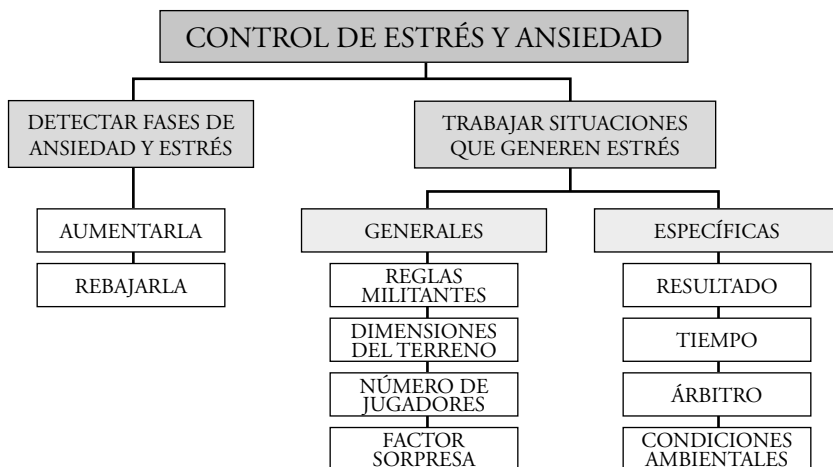 CONTROL DE ESTRÉS Y ANSIEDAD
DETECTAR FASES DE
ANSIEDAD Y ESTRÉS
AUMENTARLA
REBAJARLA
TRABAJAR SITUACIONES
QUE GENEREN ESTRÉS
GENERALES
REGLAS
MILITANTES
DIMENSIONES
DEL TERRENO
NÚMERO DE
JUGADORES
FACTOR
SORPRESA
ESPECÍFICAS
RESULTADO
TIEMPO
ÁRBITRO
CONDICIONES
AMBIENTALES